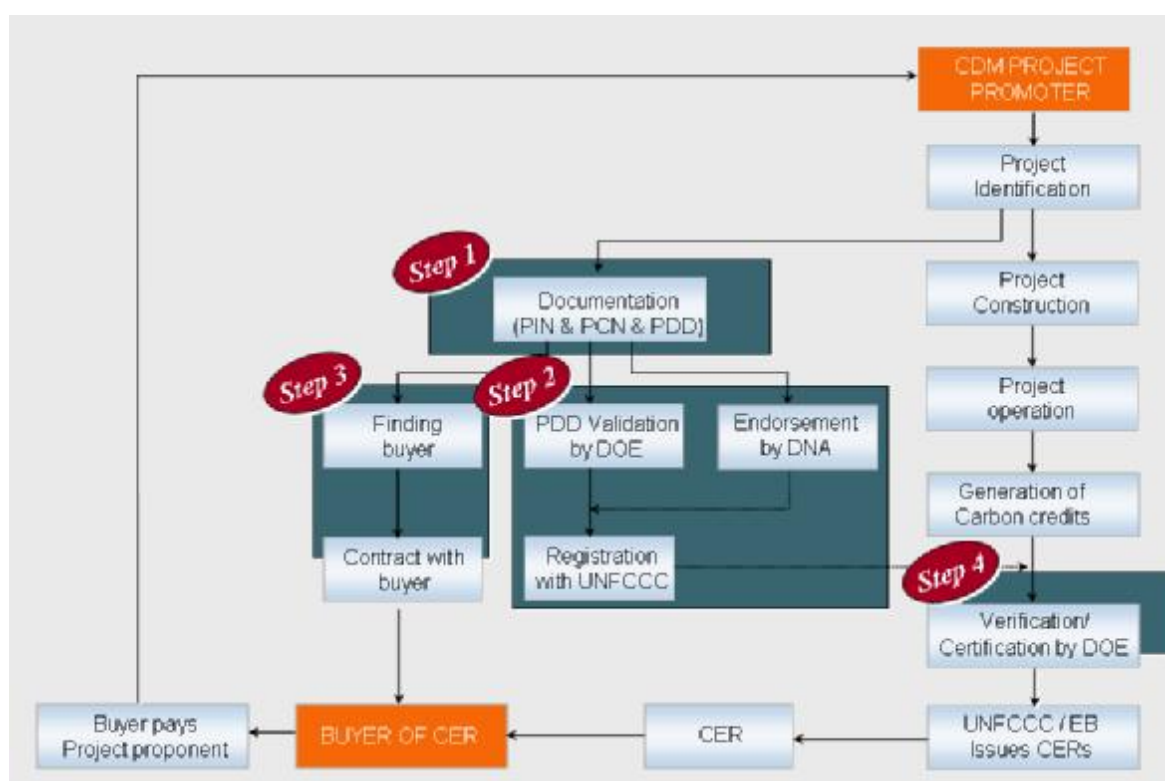 CDM PROJECT
PROMOTER
Project
Identification
Step 1
Documentation
(PIN & PCN & PDD)
Project
Construction
Step 3
Step 2
Finding
buyer
PDD Validation
by DOE
Endorsement
by DNA
Project
operation
Generation of
Carbon credits
Contract with
buyer
Registration
with UNFCCC
Step 4
Verification/
Certification by DOE
Buyer pays
Project proponent
BUYER OF CER
CER
UNFCCC / EB
Issues CERs